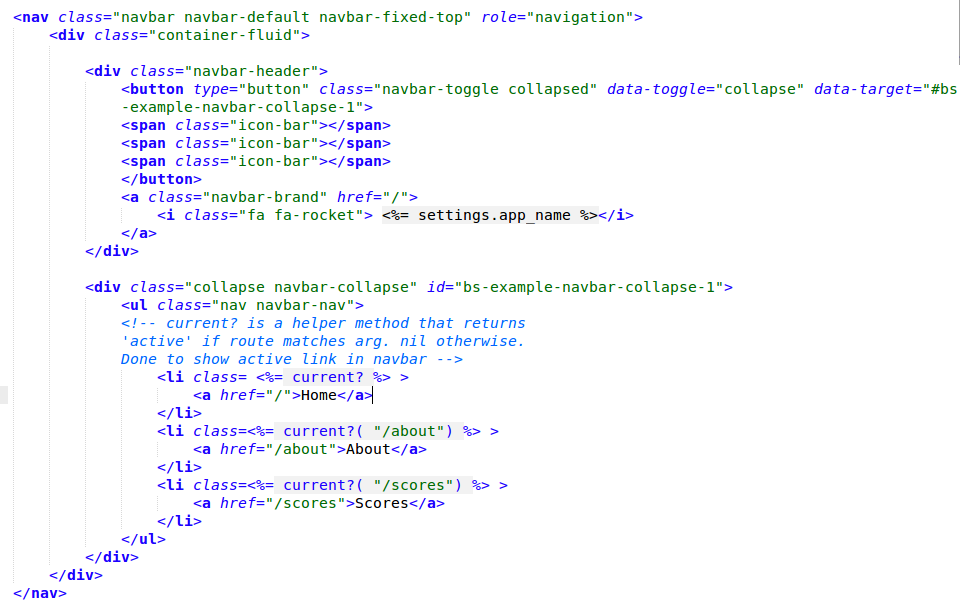 <nav class="navbar navbar-default navbar-fixed-top" role="navigation">
<div class="container-fluid">
<div class="navbar-header">
<button type="button" class="navbar-toggle collapsed" data-toggle="collapse" data-target="#bs
-example-navbar-collapse-1">
<span class="icon-bar"></span>
<span class="icon-bar"></span>
<span class="icon-bar"></span>
</button>
<a class="navbar-brand" href="/">
<i class="fa fa-rocket"> <%= settings.app_name %></i>
</a>
</div>
<div class="collapse navbar-collapse" id="bs-example-navbar-collapse-1">
<ul class="nav navbar-nav">
<!-- current? is a helper method that returns
'active' if route matches arg. nil otherwise.
Done to show active link in navbar -->
<li class= <%= current? %> >
<a href="/">Home</a>
</li>
<li class=<%= current?( "/about") %> >
<a href="/about">About</a>
</li>
<li class=<%= current?( "/scores") %> >
<a href="/scores">Scores</a>
</li>
</ul>
</div>
</div>
</nav>